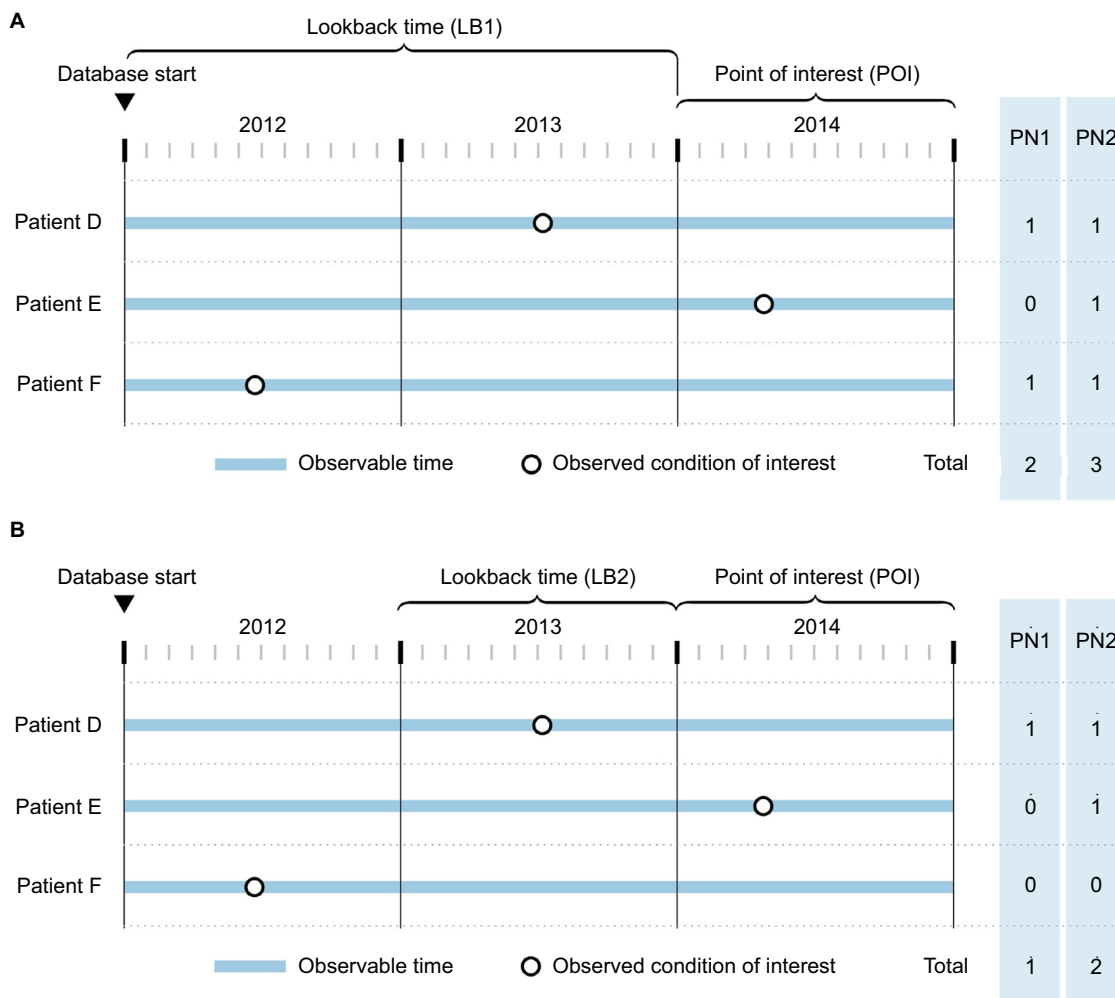 A
Lookback time (LB1)
Database start
Point of interest (POI)
2012 2013 2014
PN1 PN2
Patient D 1 1
Patient E 0 1
Patient F 1 1
Observable time Observed condition of interest Total 2 3
B
Database start
Lookback time (LB2) Point of interest (POI)
2012 2013 2014
PN1 PN2
Patient D 1 1
Patient E 0 1
Patient F 0 0
Observable time Observed condition of interest Total 1 2